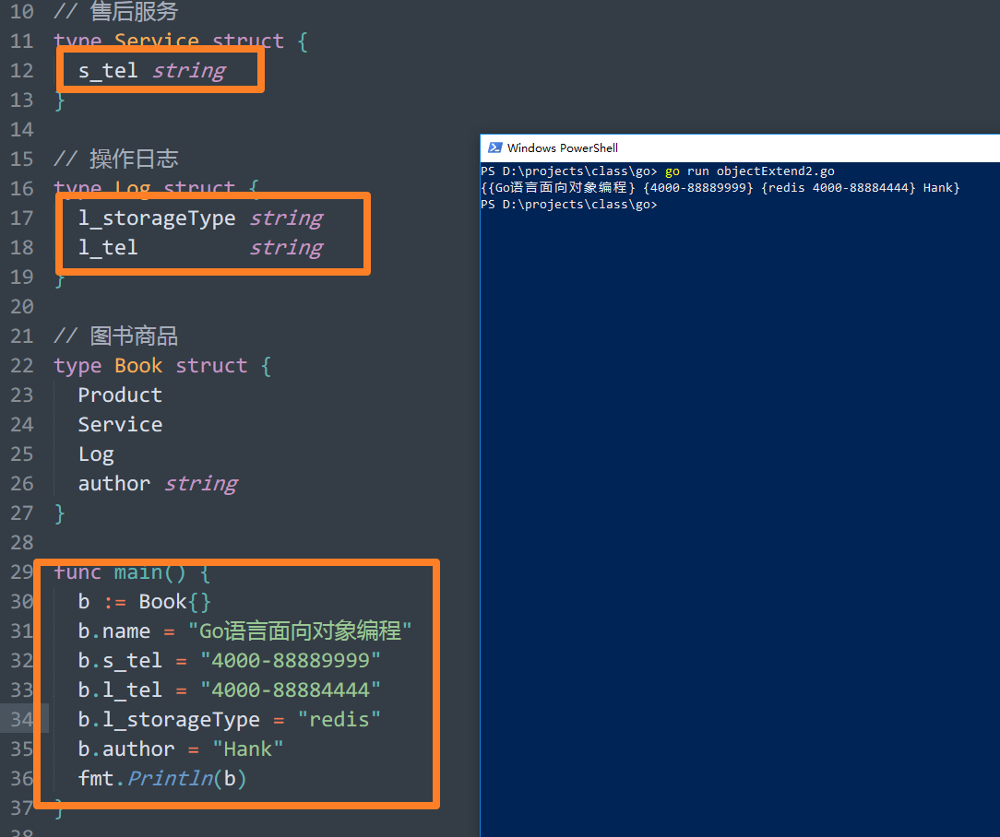 10 // 售后服务
11 type Service struct {
12 s_tel string
13 }
14
15 // 操作日志
16 type Log struct {
17 l_storageType string
18 l_tel string
19 }
20
21 // 图书商品
22 type Book struct {
23 Product
24 Service
25 Log
26 author string
27 }
28
29 func main() {
30 b := Book{}
31 b.name = "Go语言面向对象编程"
32 b.s_tel = "4000-88889999"
33 b.l_tel = "4000-88884444"
34 b.l_storageType = "redis"
35 b.author = "Hank"
36 fmt.Println(b)
37 }
38
Windows PowerShell
PS D:\projects\class\go> go run objectExtend2.go
{{Go语言面向对象编程} {4000-88889999} {redis 4000-88884444} Hank}
PS D:\projects\class\go>